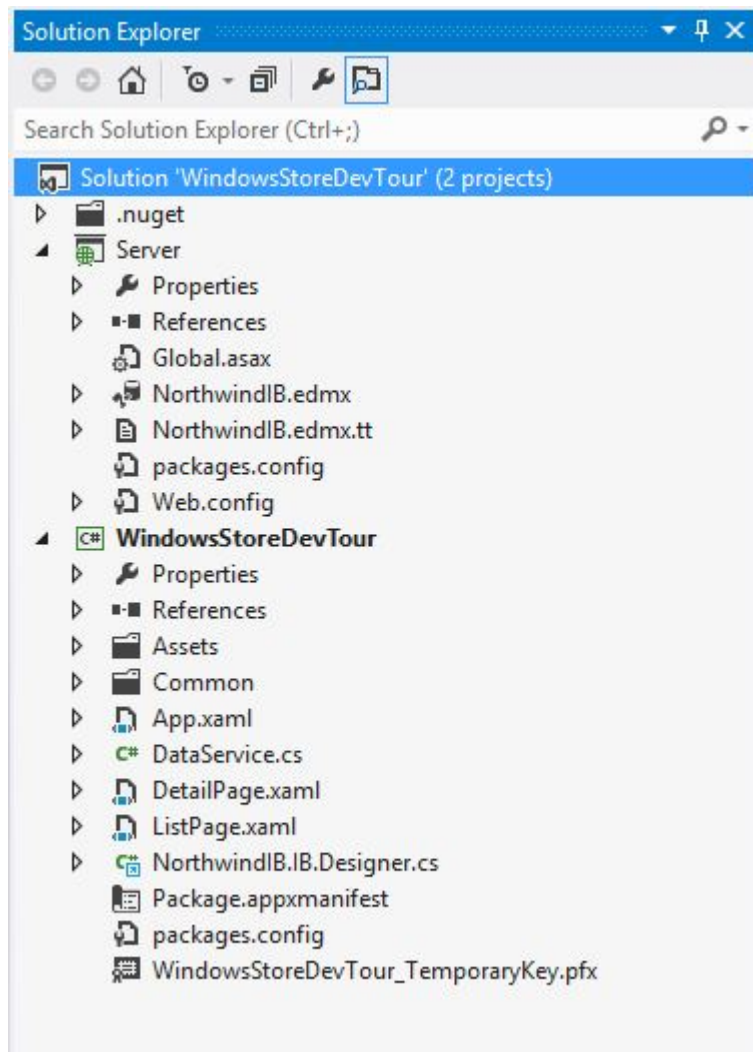 Solution Explorer
Search Solution Explorer (Ctrl+;)
Solution 'WindowsStoreDevTour' (2 projects)
.nuget
Server
Properties
References
Global.asax
NorthwindIB.edmx
NorthwindIB.edmx.tt
packages.config
Web.config
C# WindowsStoreDevTour
Properties
References
Assets
Common
App.xaml
C# DataService.cs
DetailPage.xaml
ListPage.xaml
C# NorthwindIB.IB.Designer.cs
Package.appxmanifest
packages.config
WindowsStoreDevTour_TemporaryKey.pfx